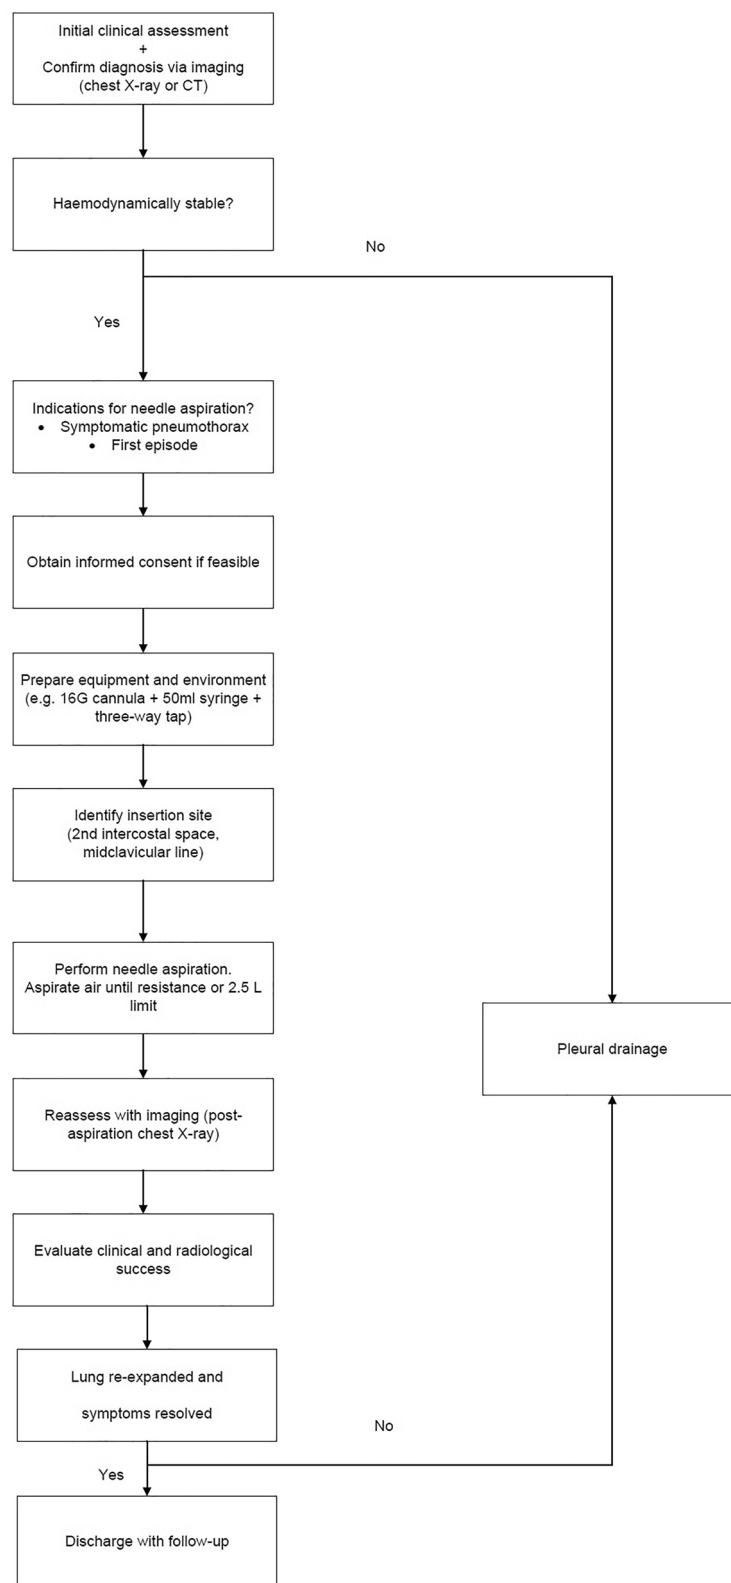 Initial clinical assessment
+
Confirm diagnosis via imaging
(chest X-ray or CT)
Haemodynamically stable?
No
Yes
Indications for needle aspiration?
• Symptomatic pneumothorax
• First episode
Obtain informed consent if feasible
Prepare equipment and environment
(e.g. 16G cannula + 50ml syringe +
three-way tap)
Identify insertion site
(2nd intercostal space,
midclavicular line)
Perform needle aspiration.
Aspirate air until resistance or 2.5 L
limit
Pleural drainage
Reassess with imaging (post-
aspiration chest X-ray)
Evaluate clinical and radiological
success
Lung re-expanded and
symptoms resolved
No
Yes
Discharge with follow-up